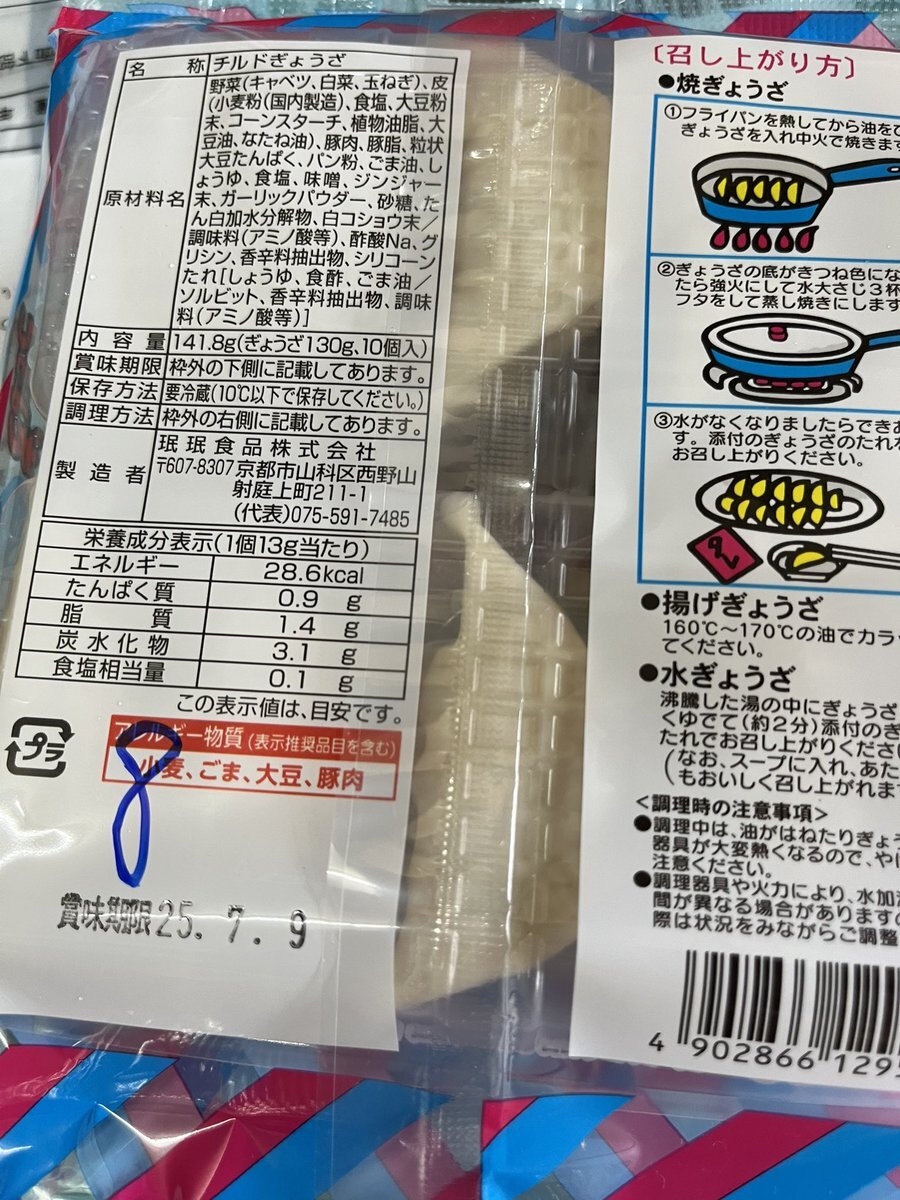 名 称 チルドぎょうざ
原材料名
野菜(キャベツ、白菜、玉ねぎ)、皮
(小麦粉(国内製造)、食塩、大豆粉
末、コーンスターチ、植物油脂、大
豆油、なたね油)、豚肉、豚脂、粒状
大豆たんぱく、パン粉、ごま油、し
ょうゆ、食塩、味噌、ジンジャー
末、ガーリックパウダー、砂糖、た
ん白加水分解物、白コショウ末／
調味料(アミノ酸等)、酢酸Na、グ
リシン、香辛料抽出物、シリコーン
たれ[しょうゆ、食酢、ごま油／
ソルビット、香辛料抽出物、調味
料(アミノ酸等)]
内容量 141.8g(ぎょうざ130g、10個入)
賞味期限 枠外の下側に記載してあります。
保存方法 要冷蔵(10℃以下で保存してください。)
調理方法 枠外の右側に記載してあります。
製造者
珉珉食品株式会社
〒607-8307 京都市山科区西野山
射庭上町211-1
(代表)075-591-7485
栄養成分表示(1個13g当たり)
エネルギー 28.6kcal
たんぱく質 0.9 g
脂質 1.4 g
炭水化物 3.1 g
食塩相当量 0.1 g
この表示値は、目安です。
プラ
アレルギー物質(表示推奨品目を含む)
小麦、ごま、大豆、豚肉
8
賞味期限 25. 7. 9
〔召し上がり方〕
●焼ぎょうざ
①フライパンを熱してから油を
ぎょうざを入れ中火で焼きます
②ぎょうざの底がきつね色にな
たら強火にして水大さじ3杯
フタをして蒸し焼きにします
③水がなくなりましたらできあ
す。添付のぎょうざのたれ
お召し上がりください。
●揚げぎょうざ
160℃～170℃の油でカラッ
てください。
●水ぎょうざ
沸騰した湯の中にぎょうざ
くゆでて(約2分)添付のぎ
たれでお召し上がりくださ
(なお、スープに入れ、あた
もおいしく召し上がれま
<調理時の注意事項>
●調理中は、油がはねたりぎょう
器具が大変熱くなるので、や
注意ください。
●調理器具や火力により、水加
間が異なる場合があります
際は状況をみながらご調整
4 902866 129